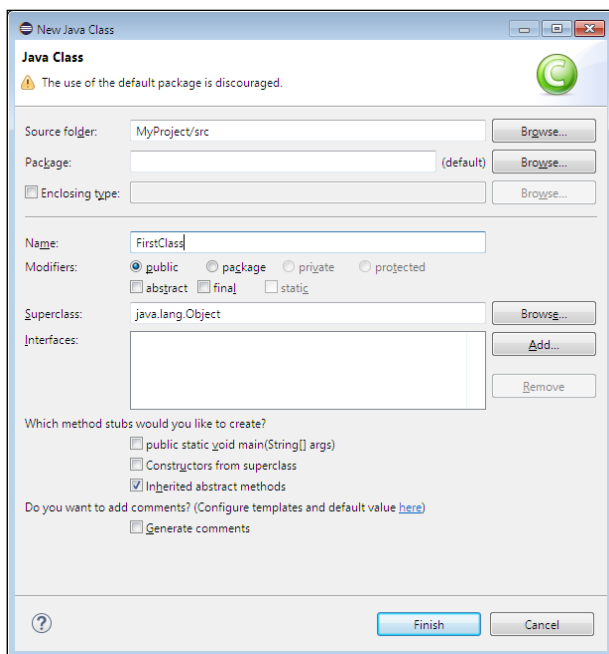 New Java Class
Java Class
The use of the default package is discouraged.
C
Source folder: MyProject/src Browse...
Package: (default) Browse...
Enclosing type: Browse...
Name: FirstClass
Modifiers: public package private protected
abstract final static
Superclass: java.lang.Object Browse...
Interfaces: Add...
Remove
Which method stubs would you like to create?
public static void main(String[] args)
Constructors from superclass
Inherited abstract methods
Do you want to add comments? (Configure templates and default value here)
Generate comments
? Finish Cancel